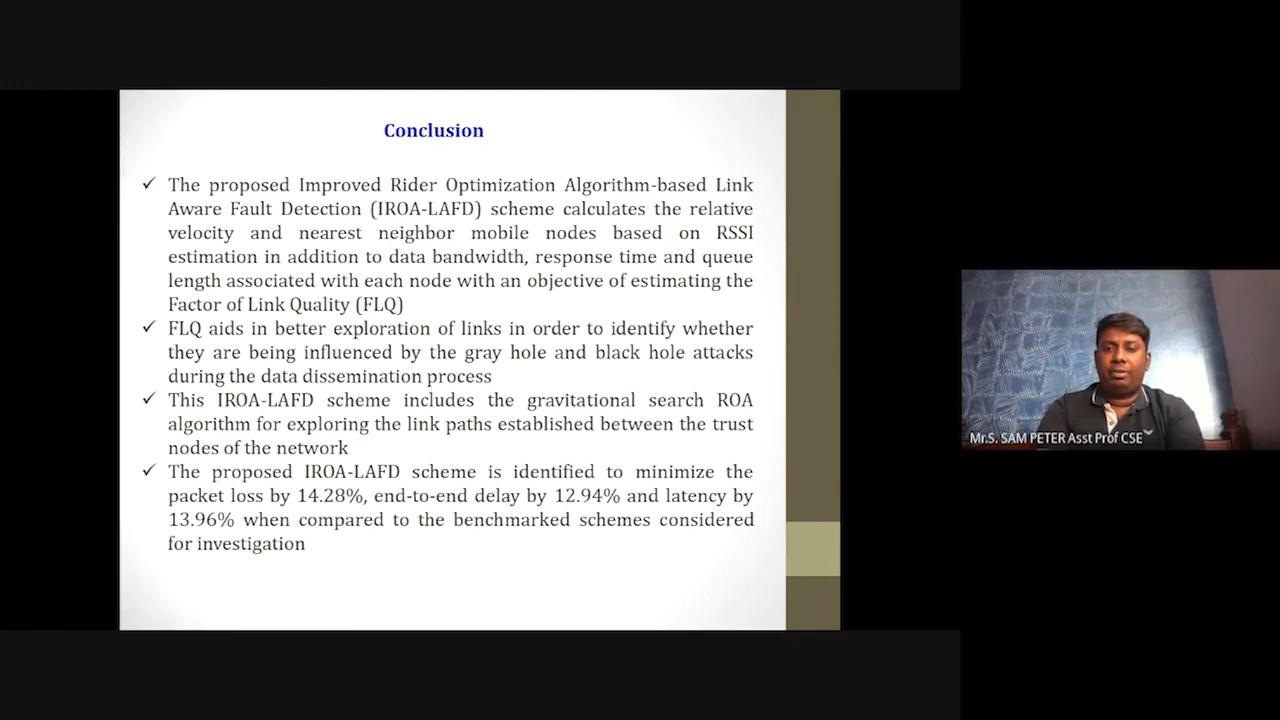 Conclusion
✓ The proposed Improved Rider Optimization Algorithm-based Link
Aware Fault Detection (IROA-LAFD) scheme calculates the relative
velocity and nearest neighbor mobile nodes based on RSSI
estimation in addition to data bandwidth, response time and queue
length associated with each node with an objective of estimating the
Factor of Link Quality (FLQ)
✓ FLQ aids in better exploration of links in order to identify whether
they are being influenced by the gray hole and black hole attacks
during the data dissemination process
✓ This IROA-LAFD scheme includes the gravitational search ROA
algorithm for exploring the link paths established between the trust
nodes of the network
✓ The proposed IROA-LAFD scheme is identified to minimize the
packet loss by 14.28%, end-to-end delay by 12.94% and latency by
13.96% when compared to the benchmarked schemes considered
for investigation
Mr.S. SAM PETER Asst Prof CSE